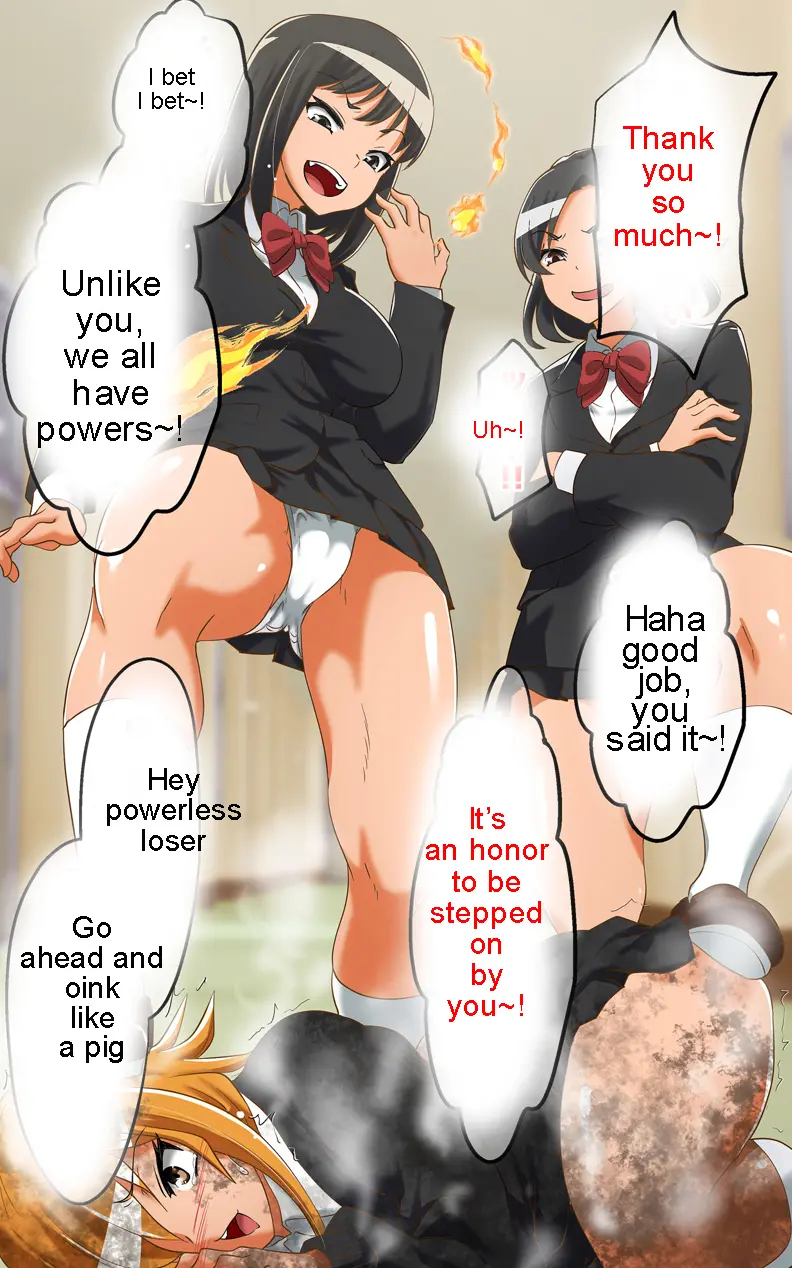 I bet
I bet~!
Unlike
you,
we all
have
powers~!
Thank
you
so
much~!
Uh~!
Haha
good
job,
you
said it~!
Hey
powerless
loser
Go
ahead and
oink
like
a pig
It's
an honor
to be
stepped
on
by
you~!